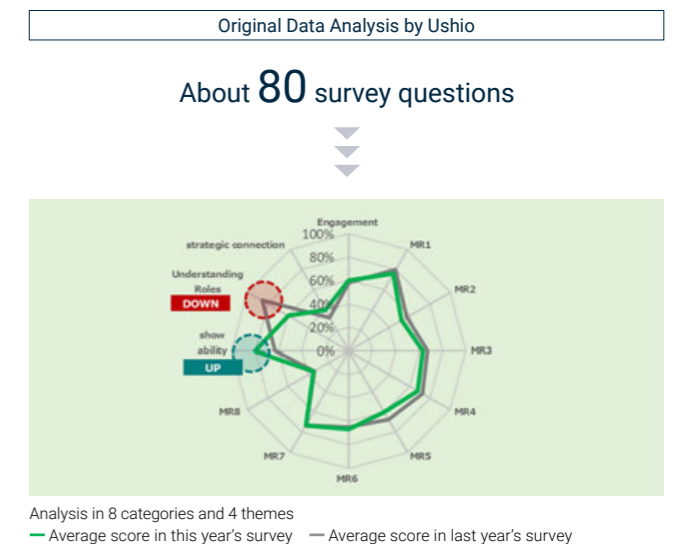 Original Data Analysis by Ushio
About 80 survey questions
Engagement
100%
strategic connection
MR1
80%
Understanding
Roles
60%
MR2
DOWN
40%
20%
show
ability
0%
MR3
UP
MR8
MR4
MR7
MR5
MR6
Analysis in 8 categories and 4 themes
Average score in this year's survey
Average score in last year's survey